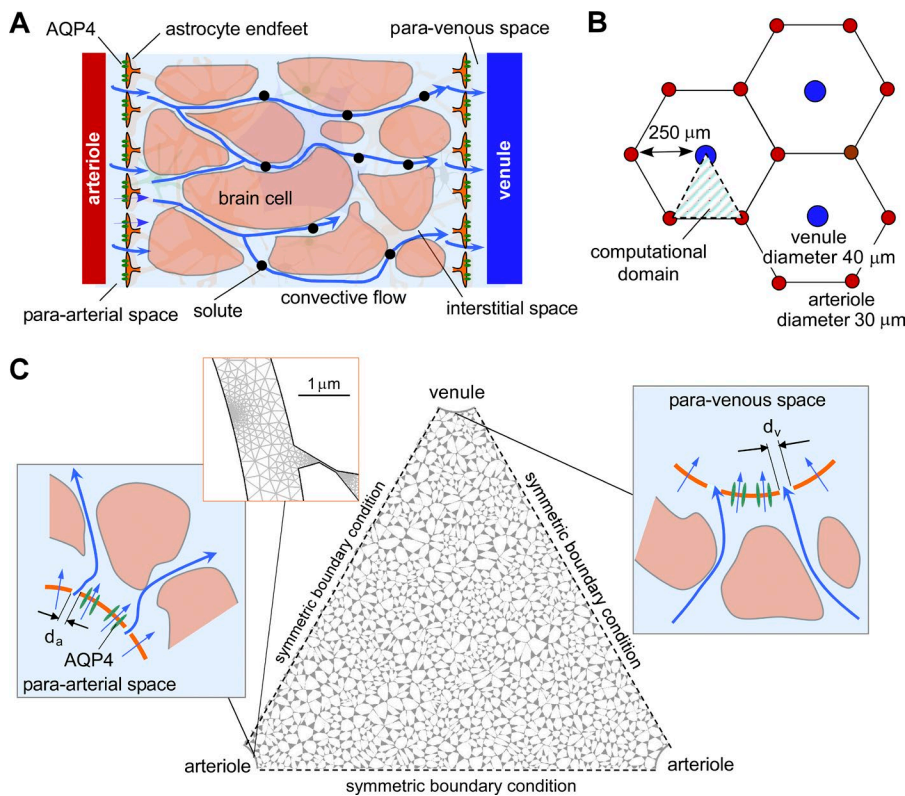 A
AQP4
astrocyte endfeet
para-venous space
arteriole
brain cell
venule
para-arterial space
solute
convective flow
interstitial space
B
250 μm
computational
domain
venule
diameter 40 μm
arteriole
diameter 30 μm
C
1 μm
venule
para-venous space
dv
symmetric boundary condition
symmetric boundary condition
da
AQP4
para-arterial space
arteriole
arteriole
symmetric boundary condition